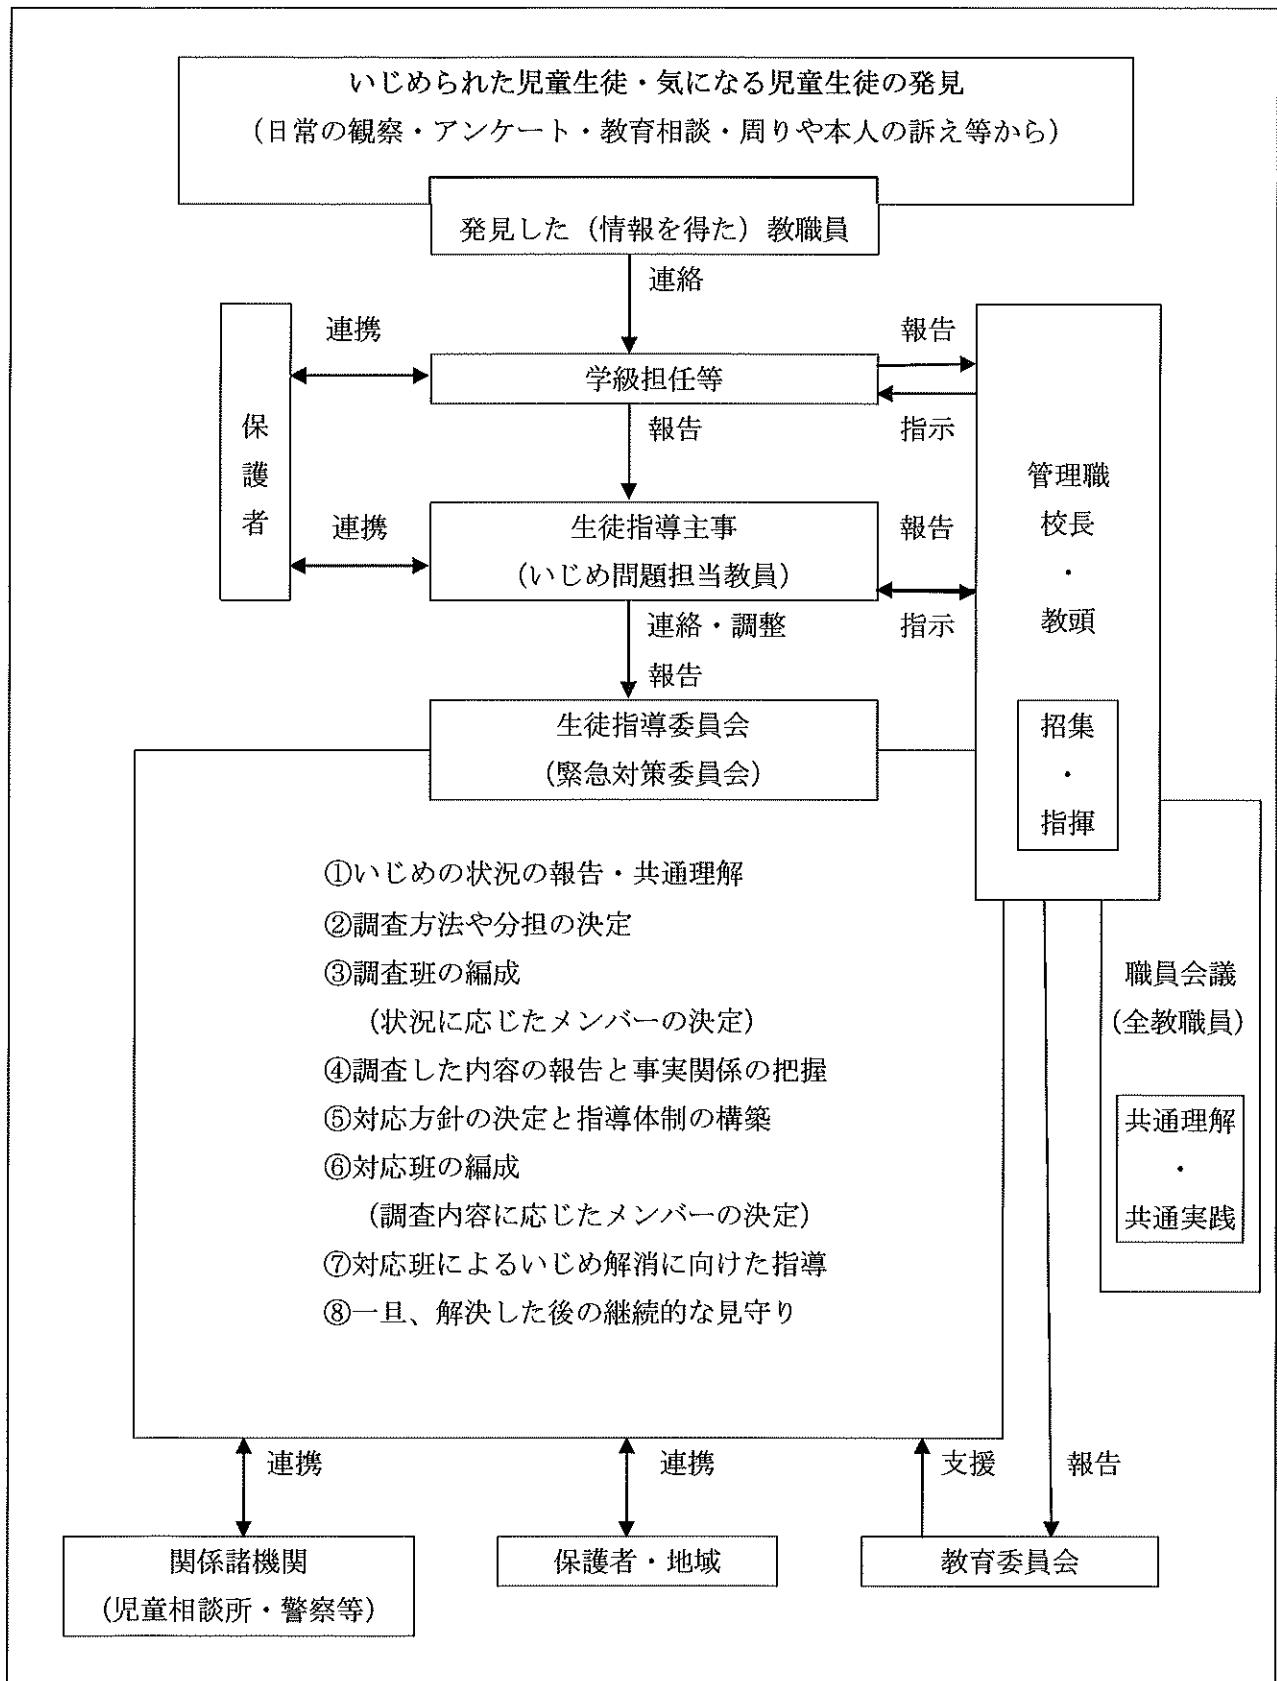 いじめられた児童生徒・気になる児童生徒の発見
（日常の観察・アンケート・教育相談・周りや本人の訴え等から）
発見した（情報を得た）教職員
連絡
連携
報告
学級担任等
指示
報告
保護者
管理職
校長
・
教頭
連携
生徒指導主事
（いじめ問題担当教員）
報告
指示
連絡・調整
報告
生徒指導委員会
（緊急対策委員会）
招集
・
指揮
①いじめの状況の報告・共通理解
②調査方法や分担の決定
③調査班の編成
（状況に応じたメンバーの決定）
④調査した内容の報告と事実関係の把握
⑤対応方針の決定と指導体制の構築
⑥対応班の編成
（調査内容に応じたメンバーの決定）
⑦対応班によるいじめ解消に向けた指導
⑧一旦、解決した後の継続的な見守り
職員会議
（全教職員）
共通理解
・
共通実践
連携
連携
支援
報告
関係諸機関
（児童相談所・警察等）
保護者・地域
教育委員会